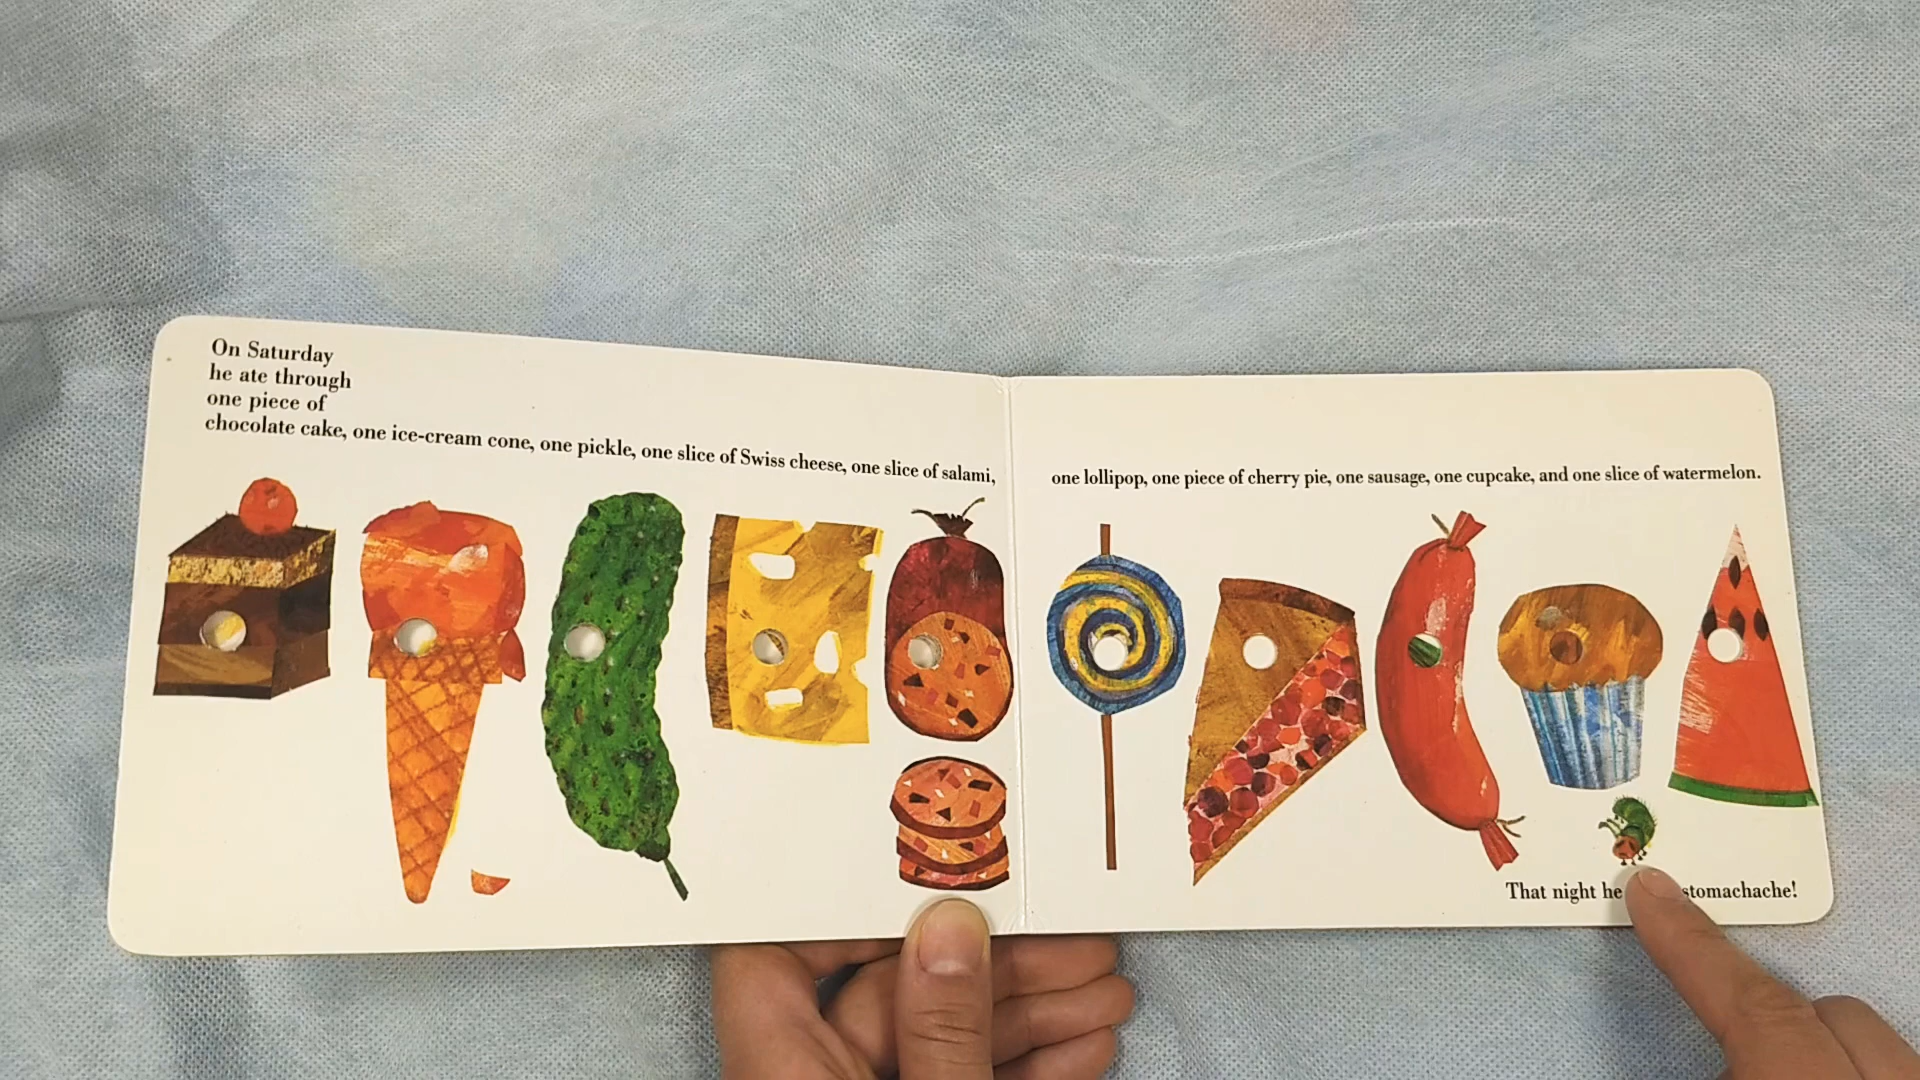 On Saturday
he ate through
one piece of
chocolate cake, one ice-cream cone, one pickle, one slice of Swiss cheese, one slice of salami,
one lollipop, one piece of cherry pie, one sausage, one cupcake, and one slice of watermelon.
That night he stomachache!